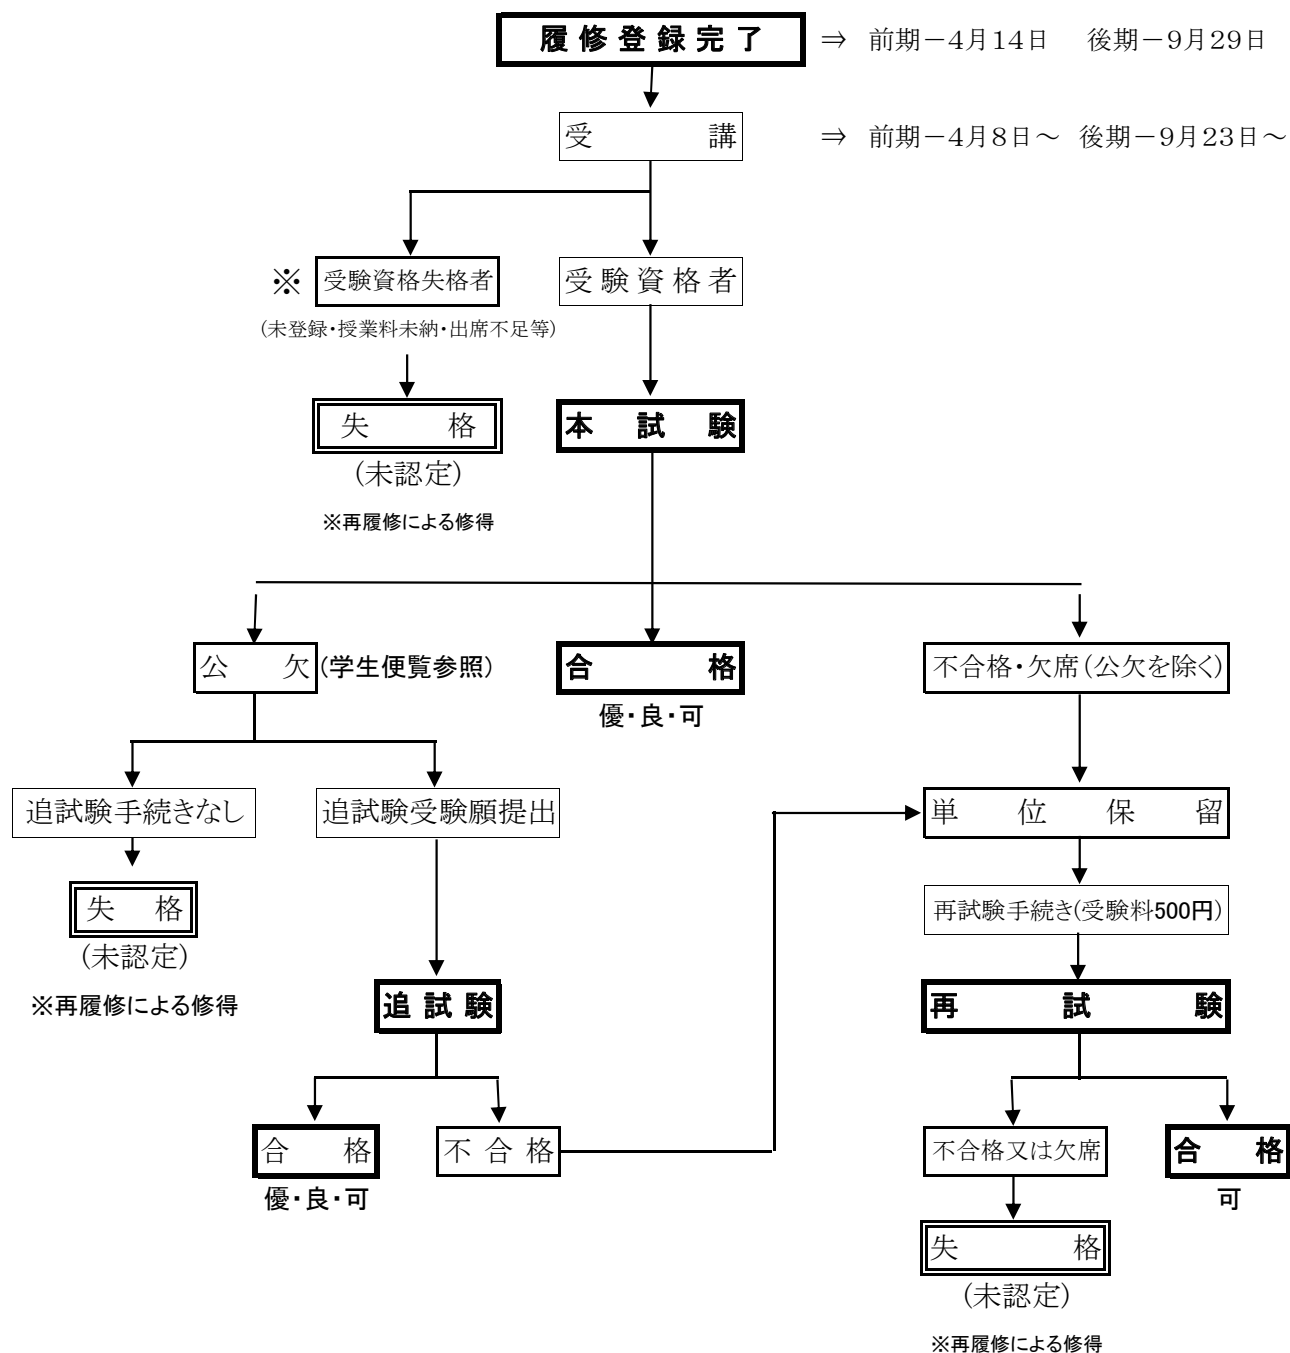 履修登録完了 ⇒ 前期－4月14日 後期－9月29日
受講 ⇒ 前期－4月8日～ 後期－9月23日～
※ 受験資格失格者
受験資格者
(未登録・授業料未納・出席不足等)
失格
本試験
(未認定)
※再履修による修得
公欠 (学生便覧参照)
合格
不合格・欠席(公欠を除く)
優・良・可
追試験手続きなし
追試験受験願提出
単位保留
失格
再試験手続き(受験料500円)
(未認定)
※再履修による修得
追試験
再試験
合格
不合格
不合格又は欠席
合格
優・良・可
可
失格
(未認定)
※再履修による修得